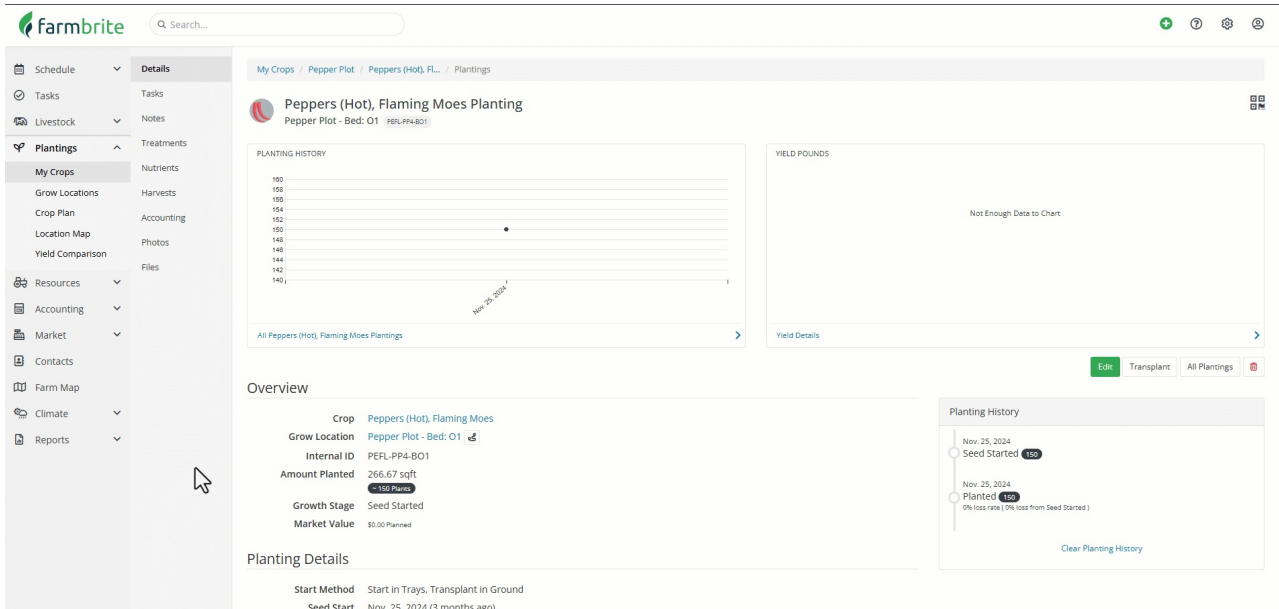 farmbrite
Search...
Schedule
Tasks
Livestock
Plantings
My Crops
Grow Locations
Crop Plan
Location Map
Yield Comparison
Resources
Accounting
Market
Contacts
Farm Map
Climate
Reports
Details
Tasks
Notes
Treatments
Nutrients
Harvests
Accounting
Photos
Files
My Crops / Pepper Plot / Peppers (Hot), Fl... / Plantings
Peppers (Hot), Flaming Moes Planting
Pepper Plot - Bed: O1 PEFL-PP4-BO1
PLANTING HISTORY
160
158
156
154
152
150
148
146
144
142
140
Nov. 25, 2024
All Peppers (Hot), Flaming Moes Plantings
YIELD POUNDS
Not Enough Data to Chart
Yield Details
Edit Transplant All Plantings
Overview
Crop Peppers (Hot), Flaming Moes
Grow Location Pepper Plot - Bed: O1
Internal ID PEFL-PP4-BO1
Amount Planted 266.67 sqft
~ 150 Plants
Growth Stage Seed Started
Market Value $0.00 Planned
Planting History
Nov. 25, 2024
Seed Started 150
Nov. 25, 2024
Planted 150
0% loss rate ( 0% loss from Seed Started )
Clear Planting History
Planting Details
Start Method Start in Trays, Transplant in Ground
Seed Start Nov. 25, 2024 (3 months ago)